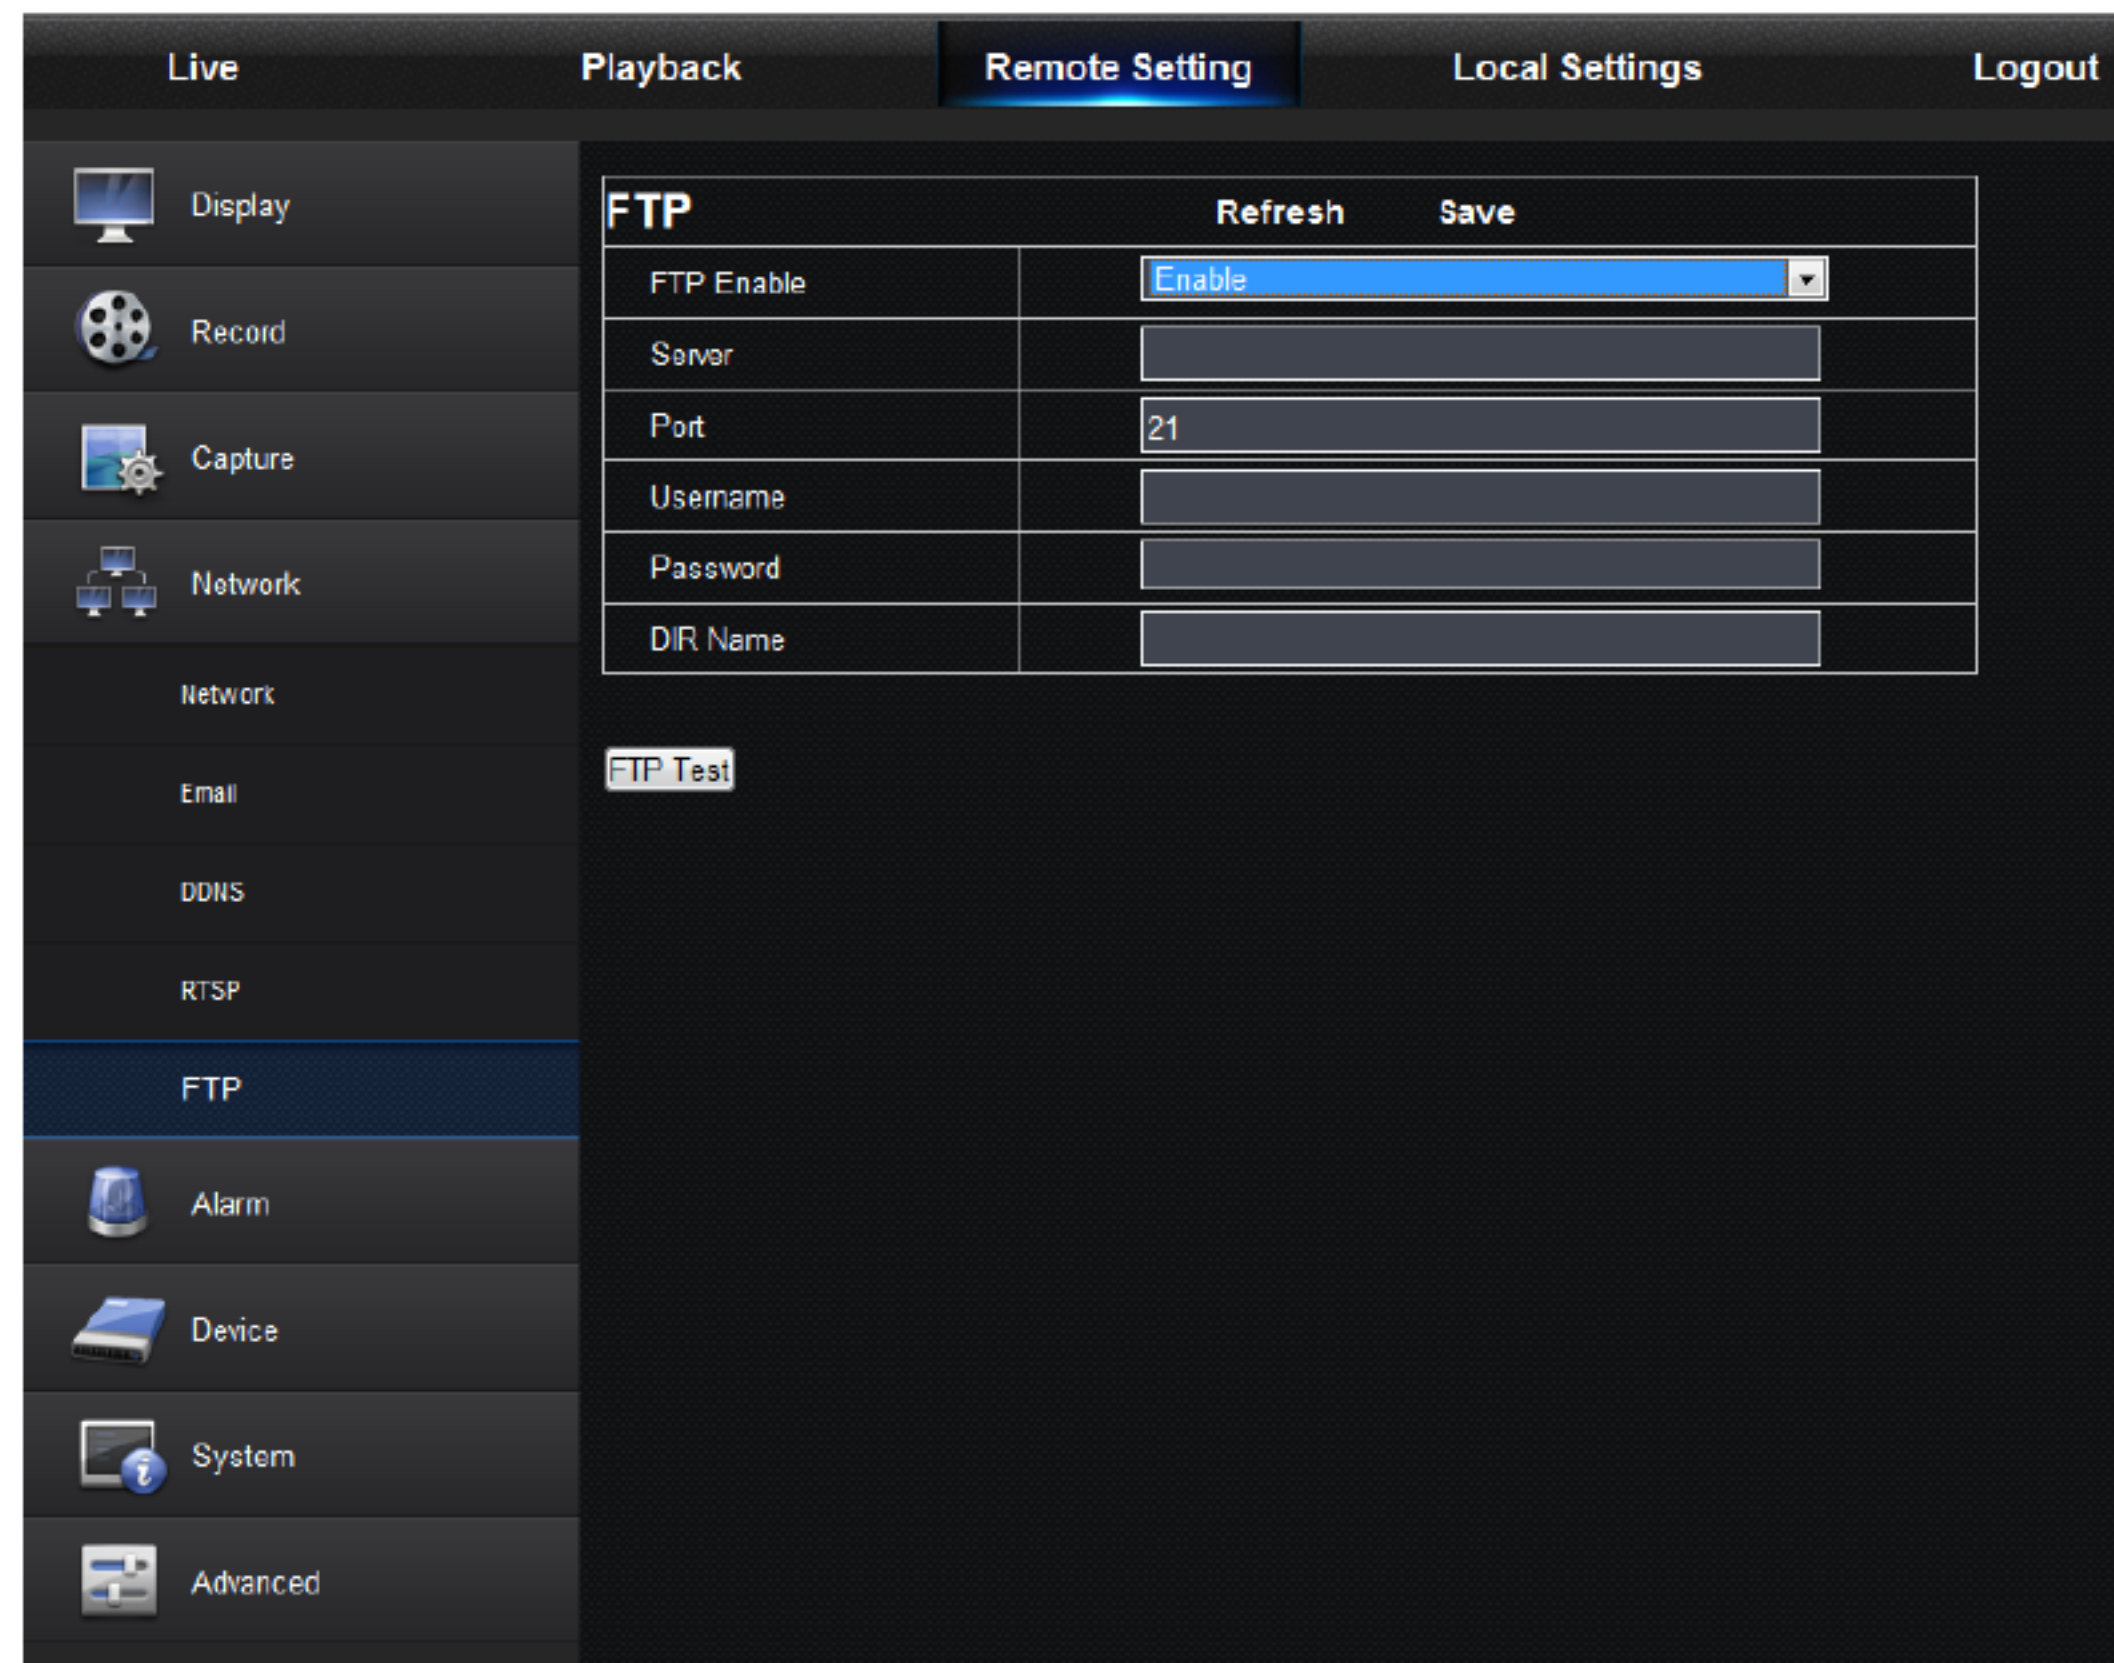 Live Playback Remote Setting Local Settings Logout
Display
Record
Capture
Network
Network
Email
DDNS
RTSP
FTP
Alarm
Device
System
Advanced
FTP Refresh Save
FTP Enable Enable
Server
Port 21
Username
Password
DIR Name
FTP Test